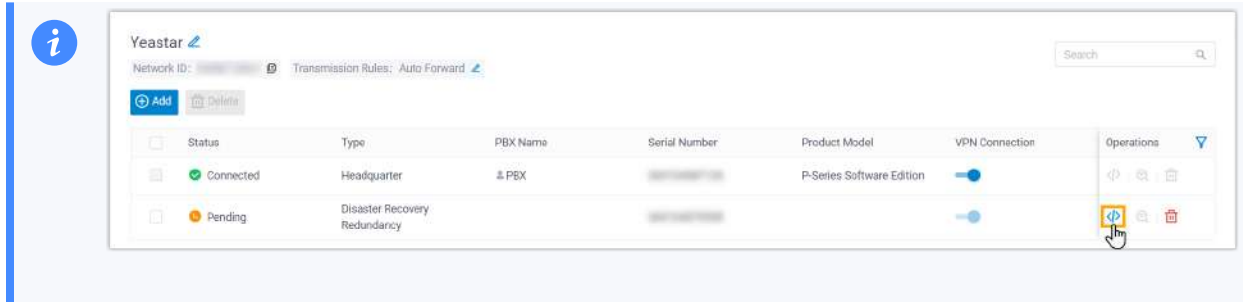 i
Yeastar
Network ID: Transmission Rules: Auto Forward
Search
Add Delete
Status Type PBX Name Serial Number Product Model VPN Connection Operations
Connected Headquarter PBX P-Series Software Edition
Pending Disaster Recovery
Redundancy